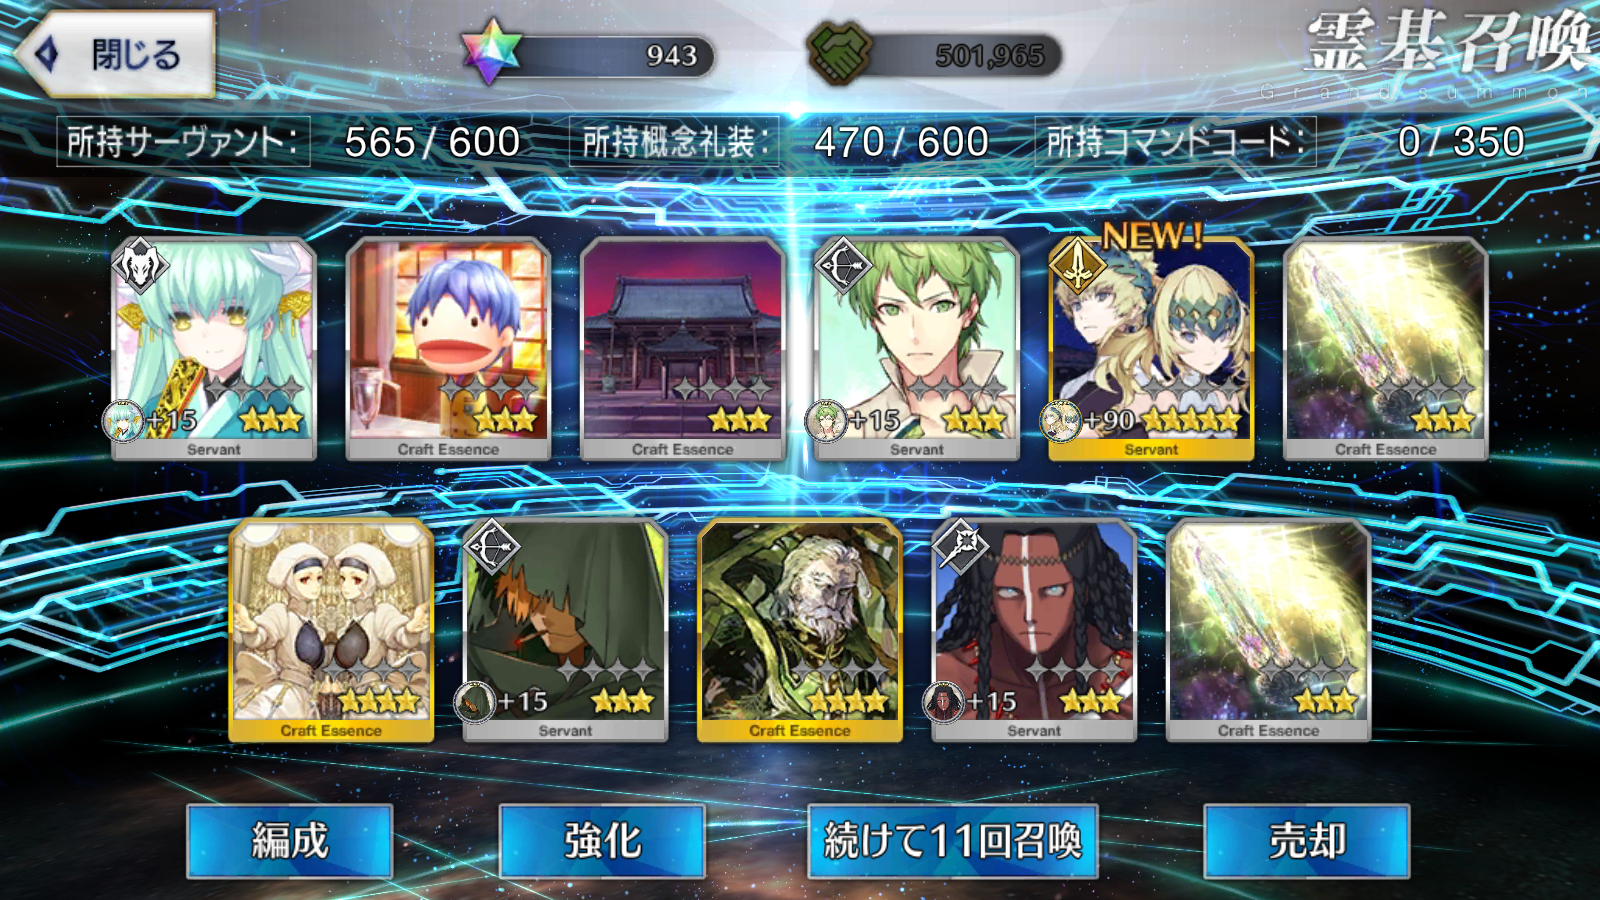 閉じる
943
501,965
霊基召喚
Grand summon
所持サーヴァント: 565 / 600
所持概念礼装: 470 / 600
所持コマンドコード: 0 / 350
NEW!
+15
+15
+90
Servant
Craft Essence
Craft Essence
Servant
Servant
Craft Essence
+15
+15
Craft Essence
Servant
Craft Essence
Servant
Craft Essence
編成
強化
続けて11回召喚
売却